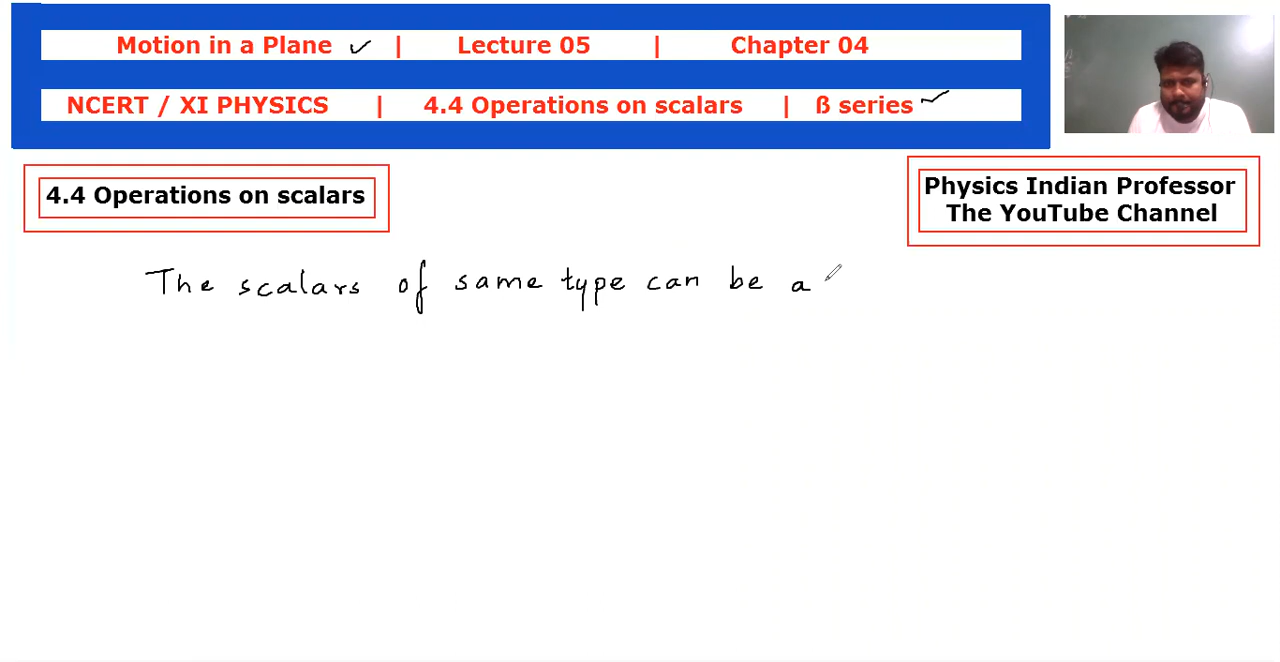 Motion in a Plane | Lecture 05 | Chapter 04
NCERT / XI PHYSICS | 4.4 Operations on scalars | ß series
4.4 Operations on scalars
Physics Indian Professor
The YouTube Channel
The scalars of same type can be a